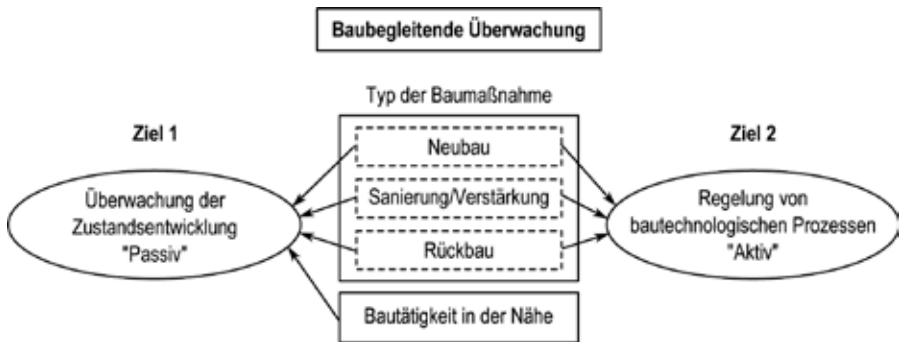 Baubegleitende Überwachung
Typ der Baumaßnahme
Ziel 1
Überwachung der
Zustandsentwicklung
"Passiv"
Neubau
Sanierung/Verstärkung
Rückbau
Bautätigkeit in der Nähe
Ziel 2
Regelung von
bautechnologischen Prozessen
"Aktiv"